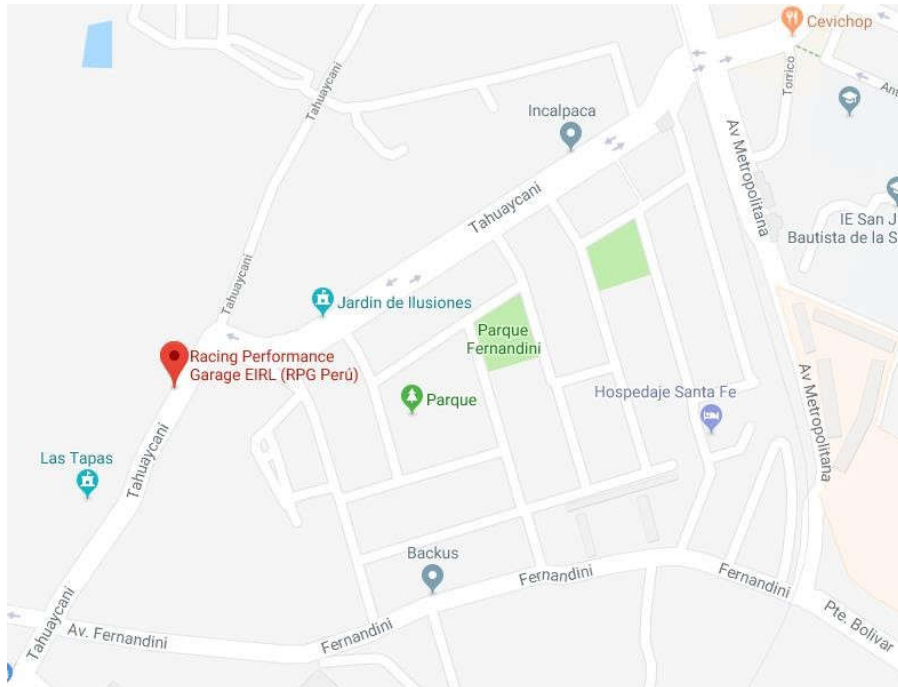 Cevichop
Tahuaycani
Torrico
Ant
Incalpaca
Av Metropolitana
Tahuaycani
IE San J
Bautista de la S
Tahuaycani
Jardin de Ilusiones
Parque
Fernandini
Racing Performance
Garage EIRL (RPG Perú)
Parque
Hospedaje Santa Fe
Av Metropolitana
Las Tapas
Tahuaycani
Backus
Fernandini
Fernandini
Pte. Bolivar
Tahuaycani
Av. Fernandini
Fernandini